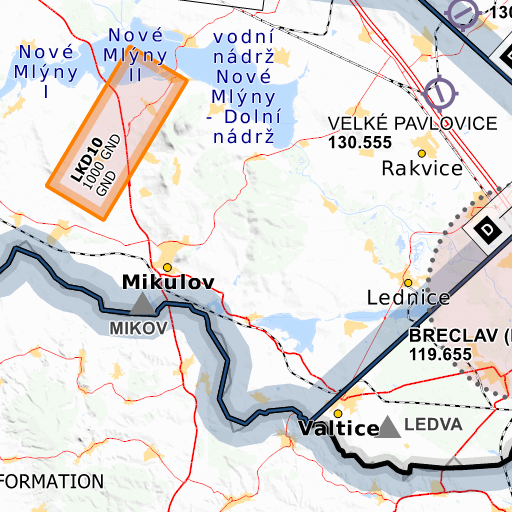 130
Nové
Mlýny
II
Nové
Mlýny
I
vodní
nádrž
Nové
Mlýny
- Dolní
nádrž
VELKÉ PAVLOVICE
130.555
Rakvice
LKD10
1000 GND
GND
D
Mikulov
MIKOV
Lednice
BRECLAV (
119.655
Valtice
LEDVA
FORMATION